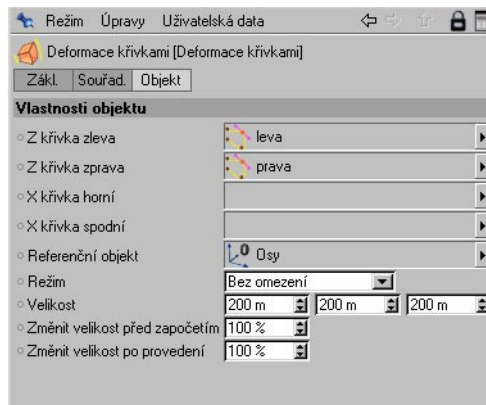 Režim Úpravy Uživatelská data
Deformace křivkami [Deformace křivkami]
Zákl. Souřad. Objekt
Vlastnosti objektu
Z křivka zleva leva
Z křivka zprava prava
X křivka horní
X křivka spodní
Referenční objekt Osy
Režim Bez omezení
Velikost 200 m 200 m 200 m
Změnit velikost před započetím 100 %
Změnit velikost po provedení 100 %